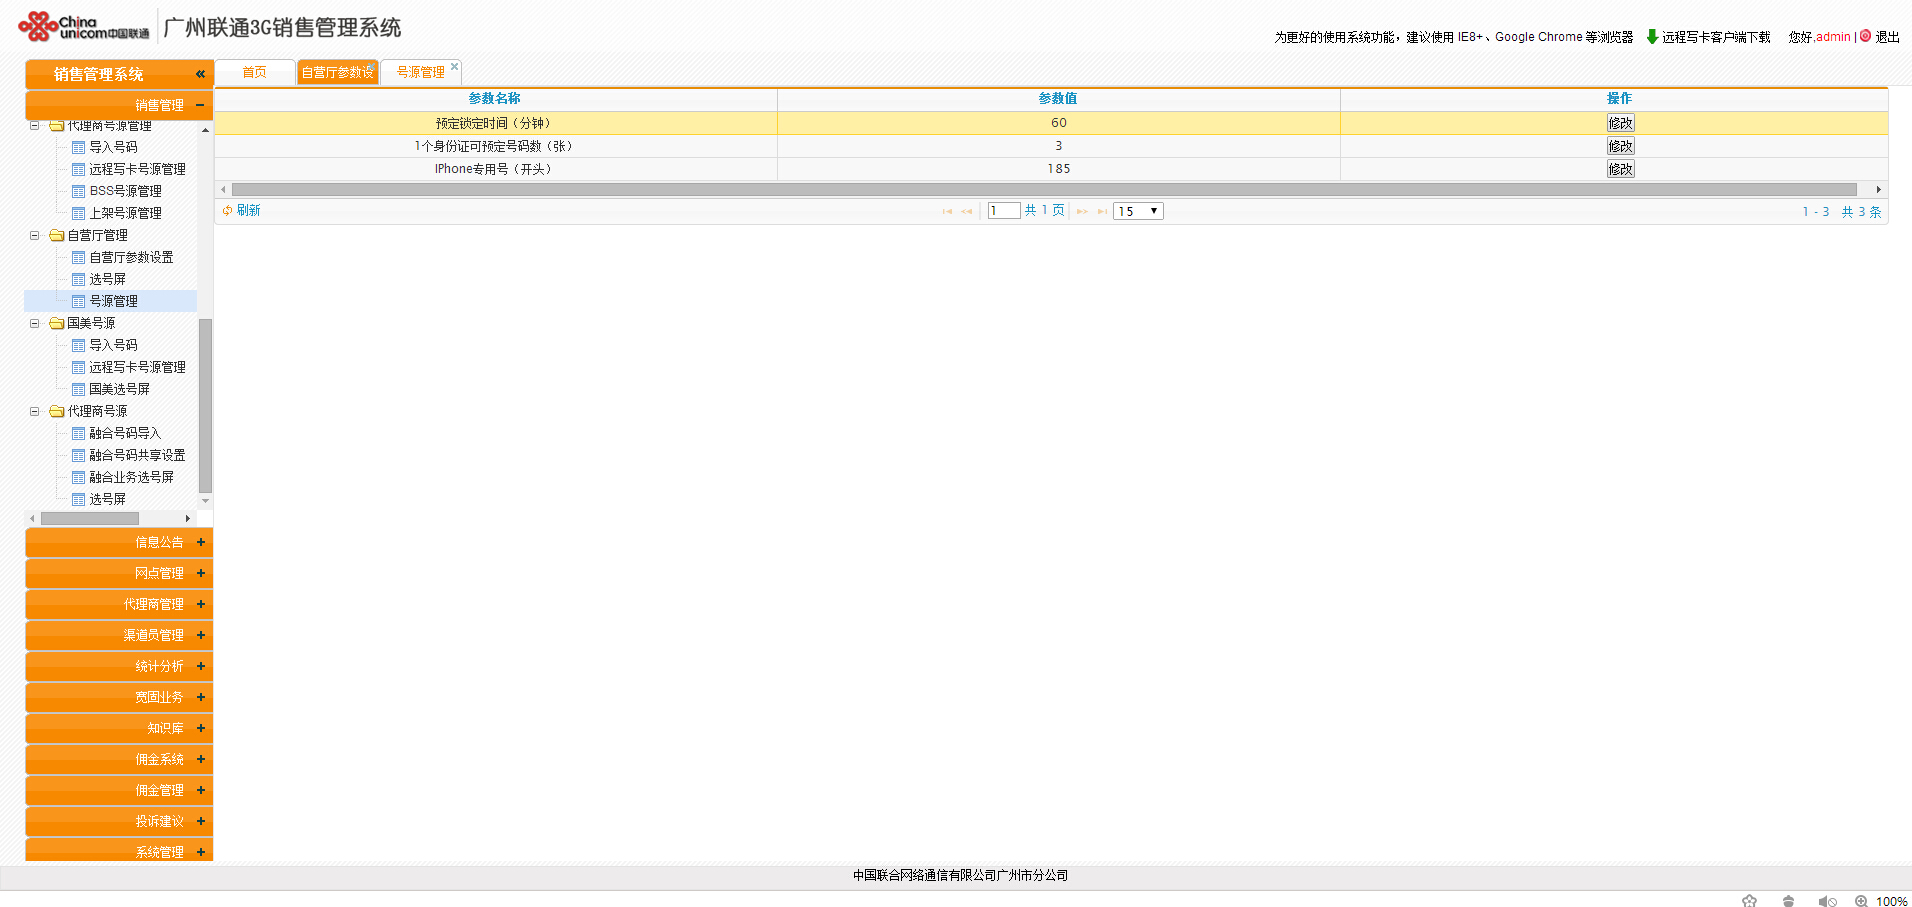 China unicom中国联通 广州联通3G销售管理系统
为更好的使用系统功能，建议使用 IE8+、Google Chrome 等浏览器 远程写卡客户端下载 您好,admin | 退出
销售管理系统 «
首页 自营厅参数设 号源管理
销售管理
代理商号源管理
导入号码
远程写卡号源管理
BSS号源管理
上架号源管理
自营厅管理
自营厅参数设置
选号屏
号源管理
国美号源
导入号码
远程写卡号源管理
国美选号屏
代理商号源
融合号码导入
融合号码共享设置
融合业务选号屏
选号屏
信息公告 +
网点管理 +
代理商管理 +
渠道员管理 +
统计分析 +
宽固业务 +
知识库 +
佣金系统 +
佣金管理 +
投诉建议 +
系统管理 +
参数名称 参数值 操作
预定锁定时间（分钟） 60 修改
1个身份证可预定号码数（张） 3 修改
IPhone专用号（开头） 185 修改
刷新 1 共 1 页 15 1 - 3 共 3 条
中国联合网络通信有限公司广州市分公司
100%